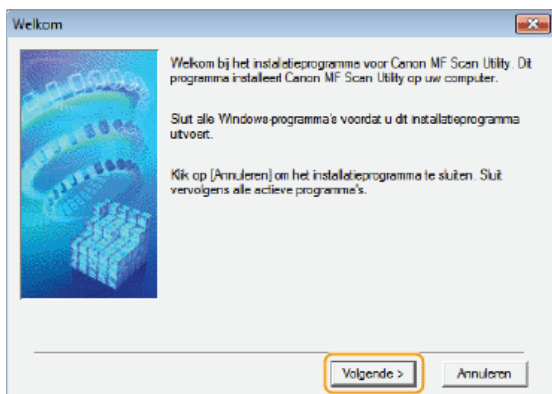 Welkom
Welkom bij het installatieprogramma voor Canon MF Scan Utility. Dit
programma installeert Canon MF Scan Utility op uw computer.
Sluit alle Windows-programma's voordat u dit installatieprogramma
uitvoert.
Klik op [Annuleren] om het installatieprogramma te sluiten. Sluit
vervolgens alle actieve programma's.
Volgende >
Annuleren